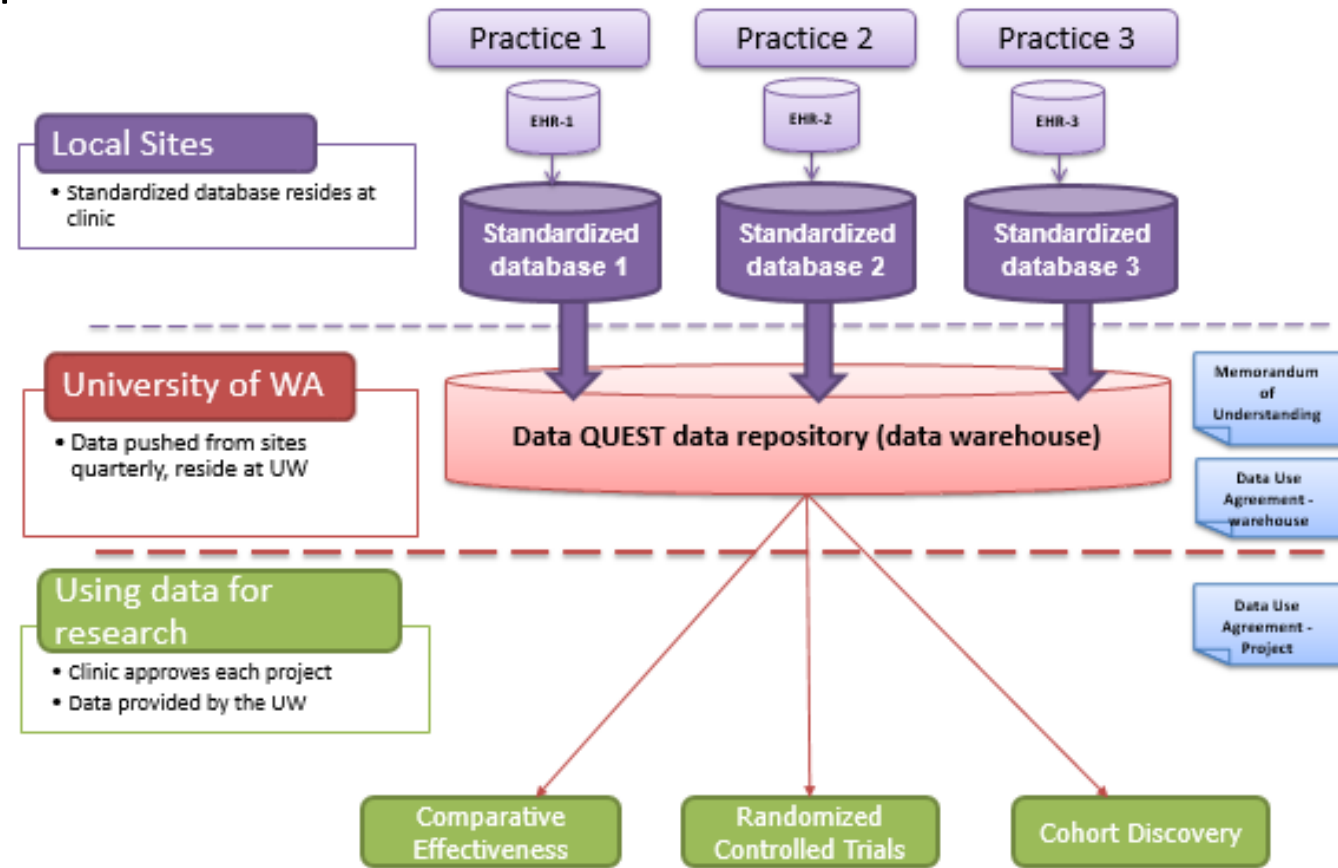 Practice 1
Practice 2
Practice 3
EHR-1
EHR-2
EHR-3
Local Sites
• Standardized database resides at
clinic
Standardized
database 1
Standardized
database 2
Standardized
database 3
University of WA
• Data pushed from sites
quarterly, reside at UW
Data QUEST data repository (data warehouse)
Memorandum
of
Understanding
Data Use
Agreement -
warehouse
Using data for
research
• Clinic approves each project
• Data provided by the UW
Data Use
Agreement -
Project
Comparative
Effectiveness
Randomized
Controlled Trials
Cohort Discovery